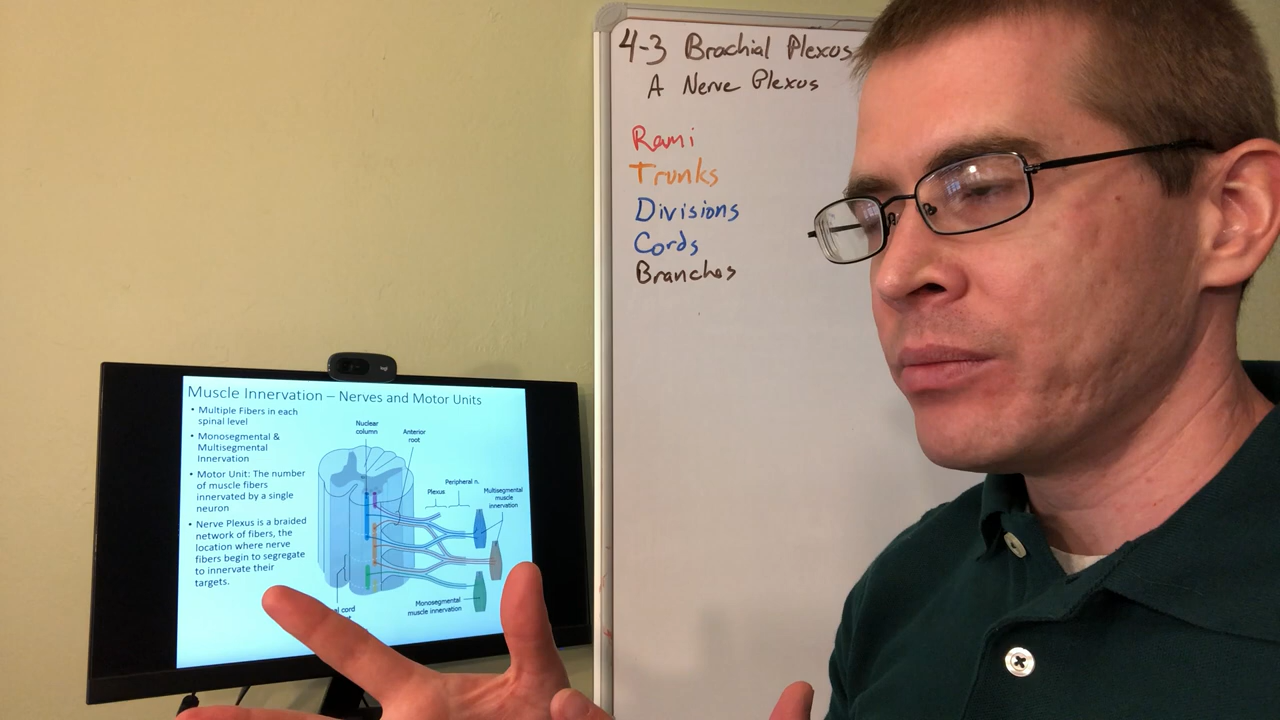 4-3 Brachial Plexus
A Nerve Plexus
Rami
Trunks
Divisions
Cords
Branches
Muscle Innervation – Nerves and Motor Units
• Multiple Fibers in each
spinal level
• Monosegmental &
Multisegmental
Innervation
• Motor Unit: The number
of muscle fibers
innervated by a single
neuron
• Nerve Plexus is a braided
network of fibers, the
location where nerve
fibers begin to segregate
to innervate their
targets.
Nuclear
column
Anterior
root
Peripheral n.
Plexus
Multisegmental
muscle
innervation
Monosegmental
muscle innervation
cord